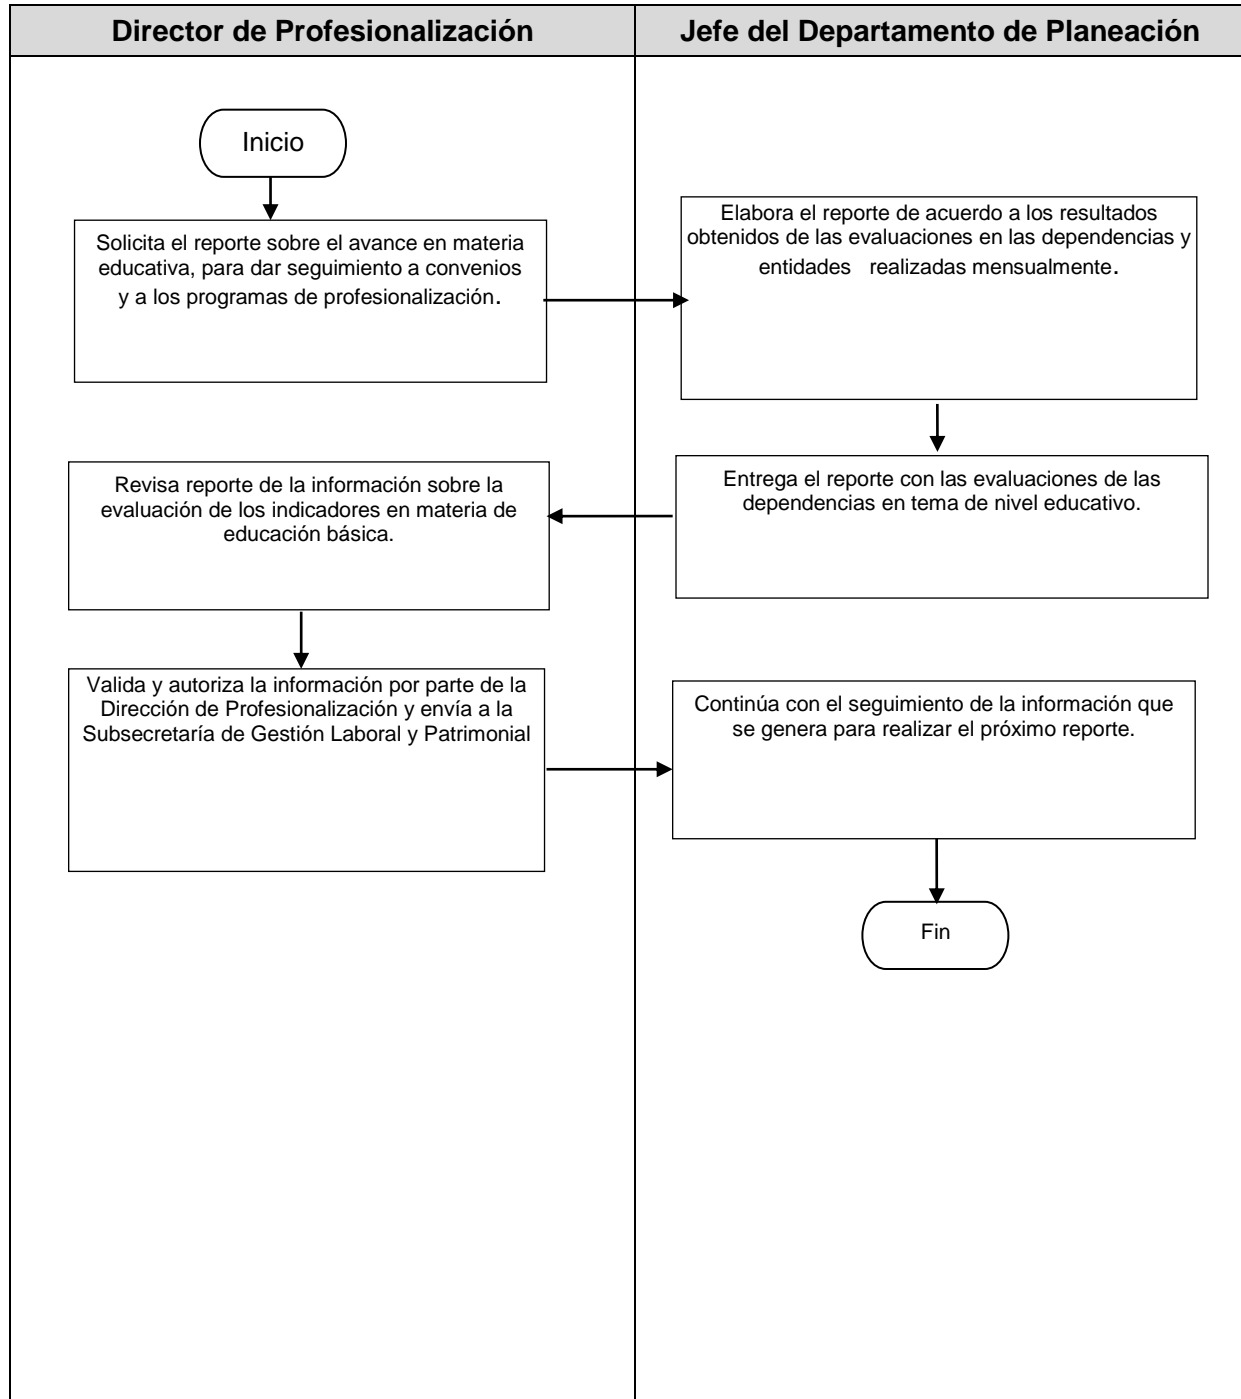 Director de Profesionalización
Jefe del Departamento de Planeación
Inicio
Solicita el reporte sobre el avance en materia
educativa, para dar seguimiento a convenios
y a los programas de profesionalización.
Elabora el reporte de acuerdo a los resultados
obtenidos de las evaluaciones en las dependencias y
entidades realizadas mensualmente.
Entrega el reporte con las evaluaciones de las
dependencias en tema de nivel educativo.
Revisa reporte de la información sobre la
evaluación de los indicadores en materia de
educación básica.
Valida y autoriza la información por parte de la
Dirección de Profesionalización y envía a la
Subsecretaría de Gestión Laboral y Patrimonial
Continúa con el seguimiento de la información que
se genera para realizar el próximo reporte.
Fin